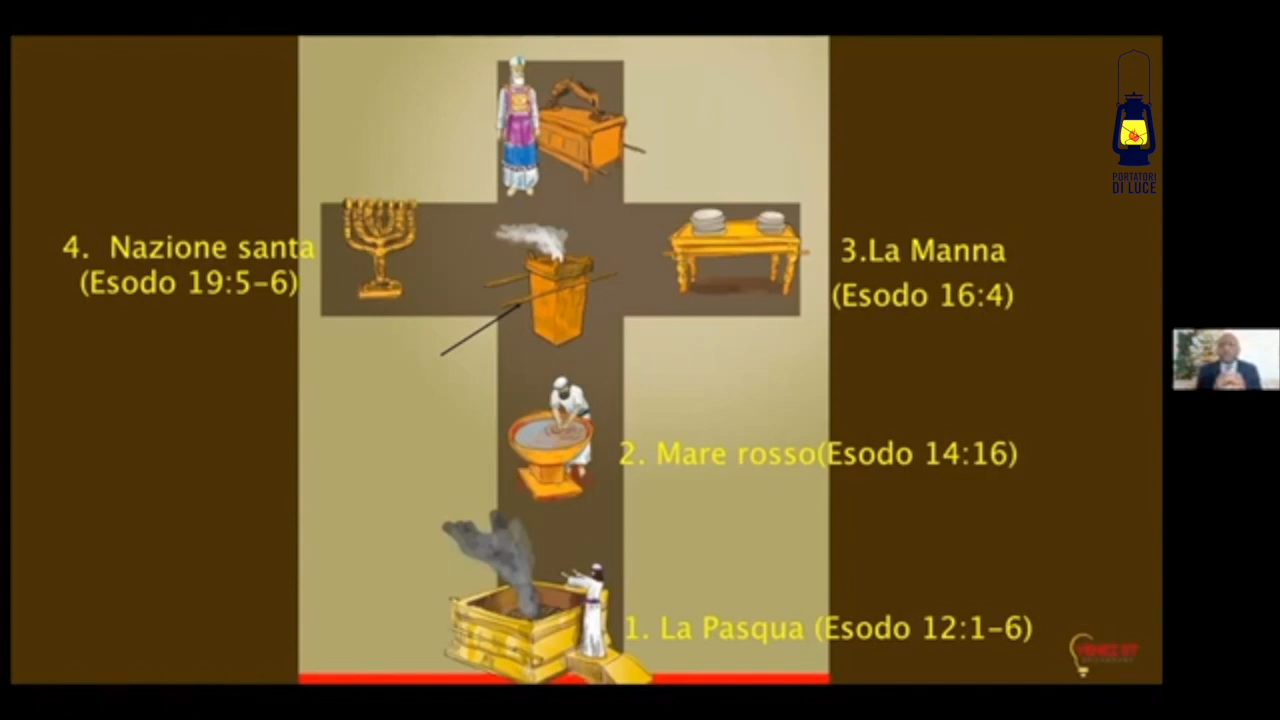 PORTATORI
DI LUCE
4. Nazione santa
(Esodo 19:5-6)
3.La Manna
(Esodo 16:4)
2. Mare rosso(Esodo 14:16)
1. La Pasqua (Esodo 12:1-6)